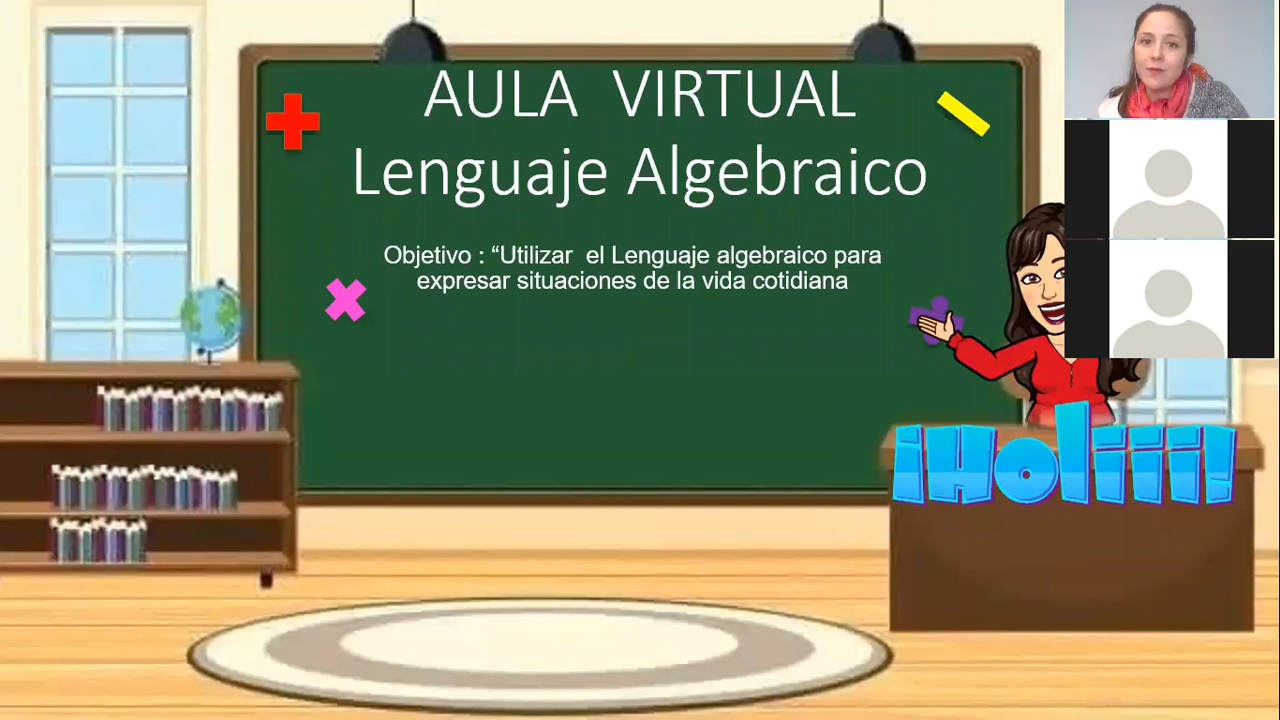 AULA VIRTUAL
Lenguaje Algebraico
Objetivo : “Utilizar el Lenguaje algebraico para
expresar situaciones de la vida cotidiana
¡Holiii!